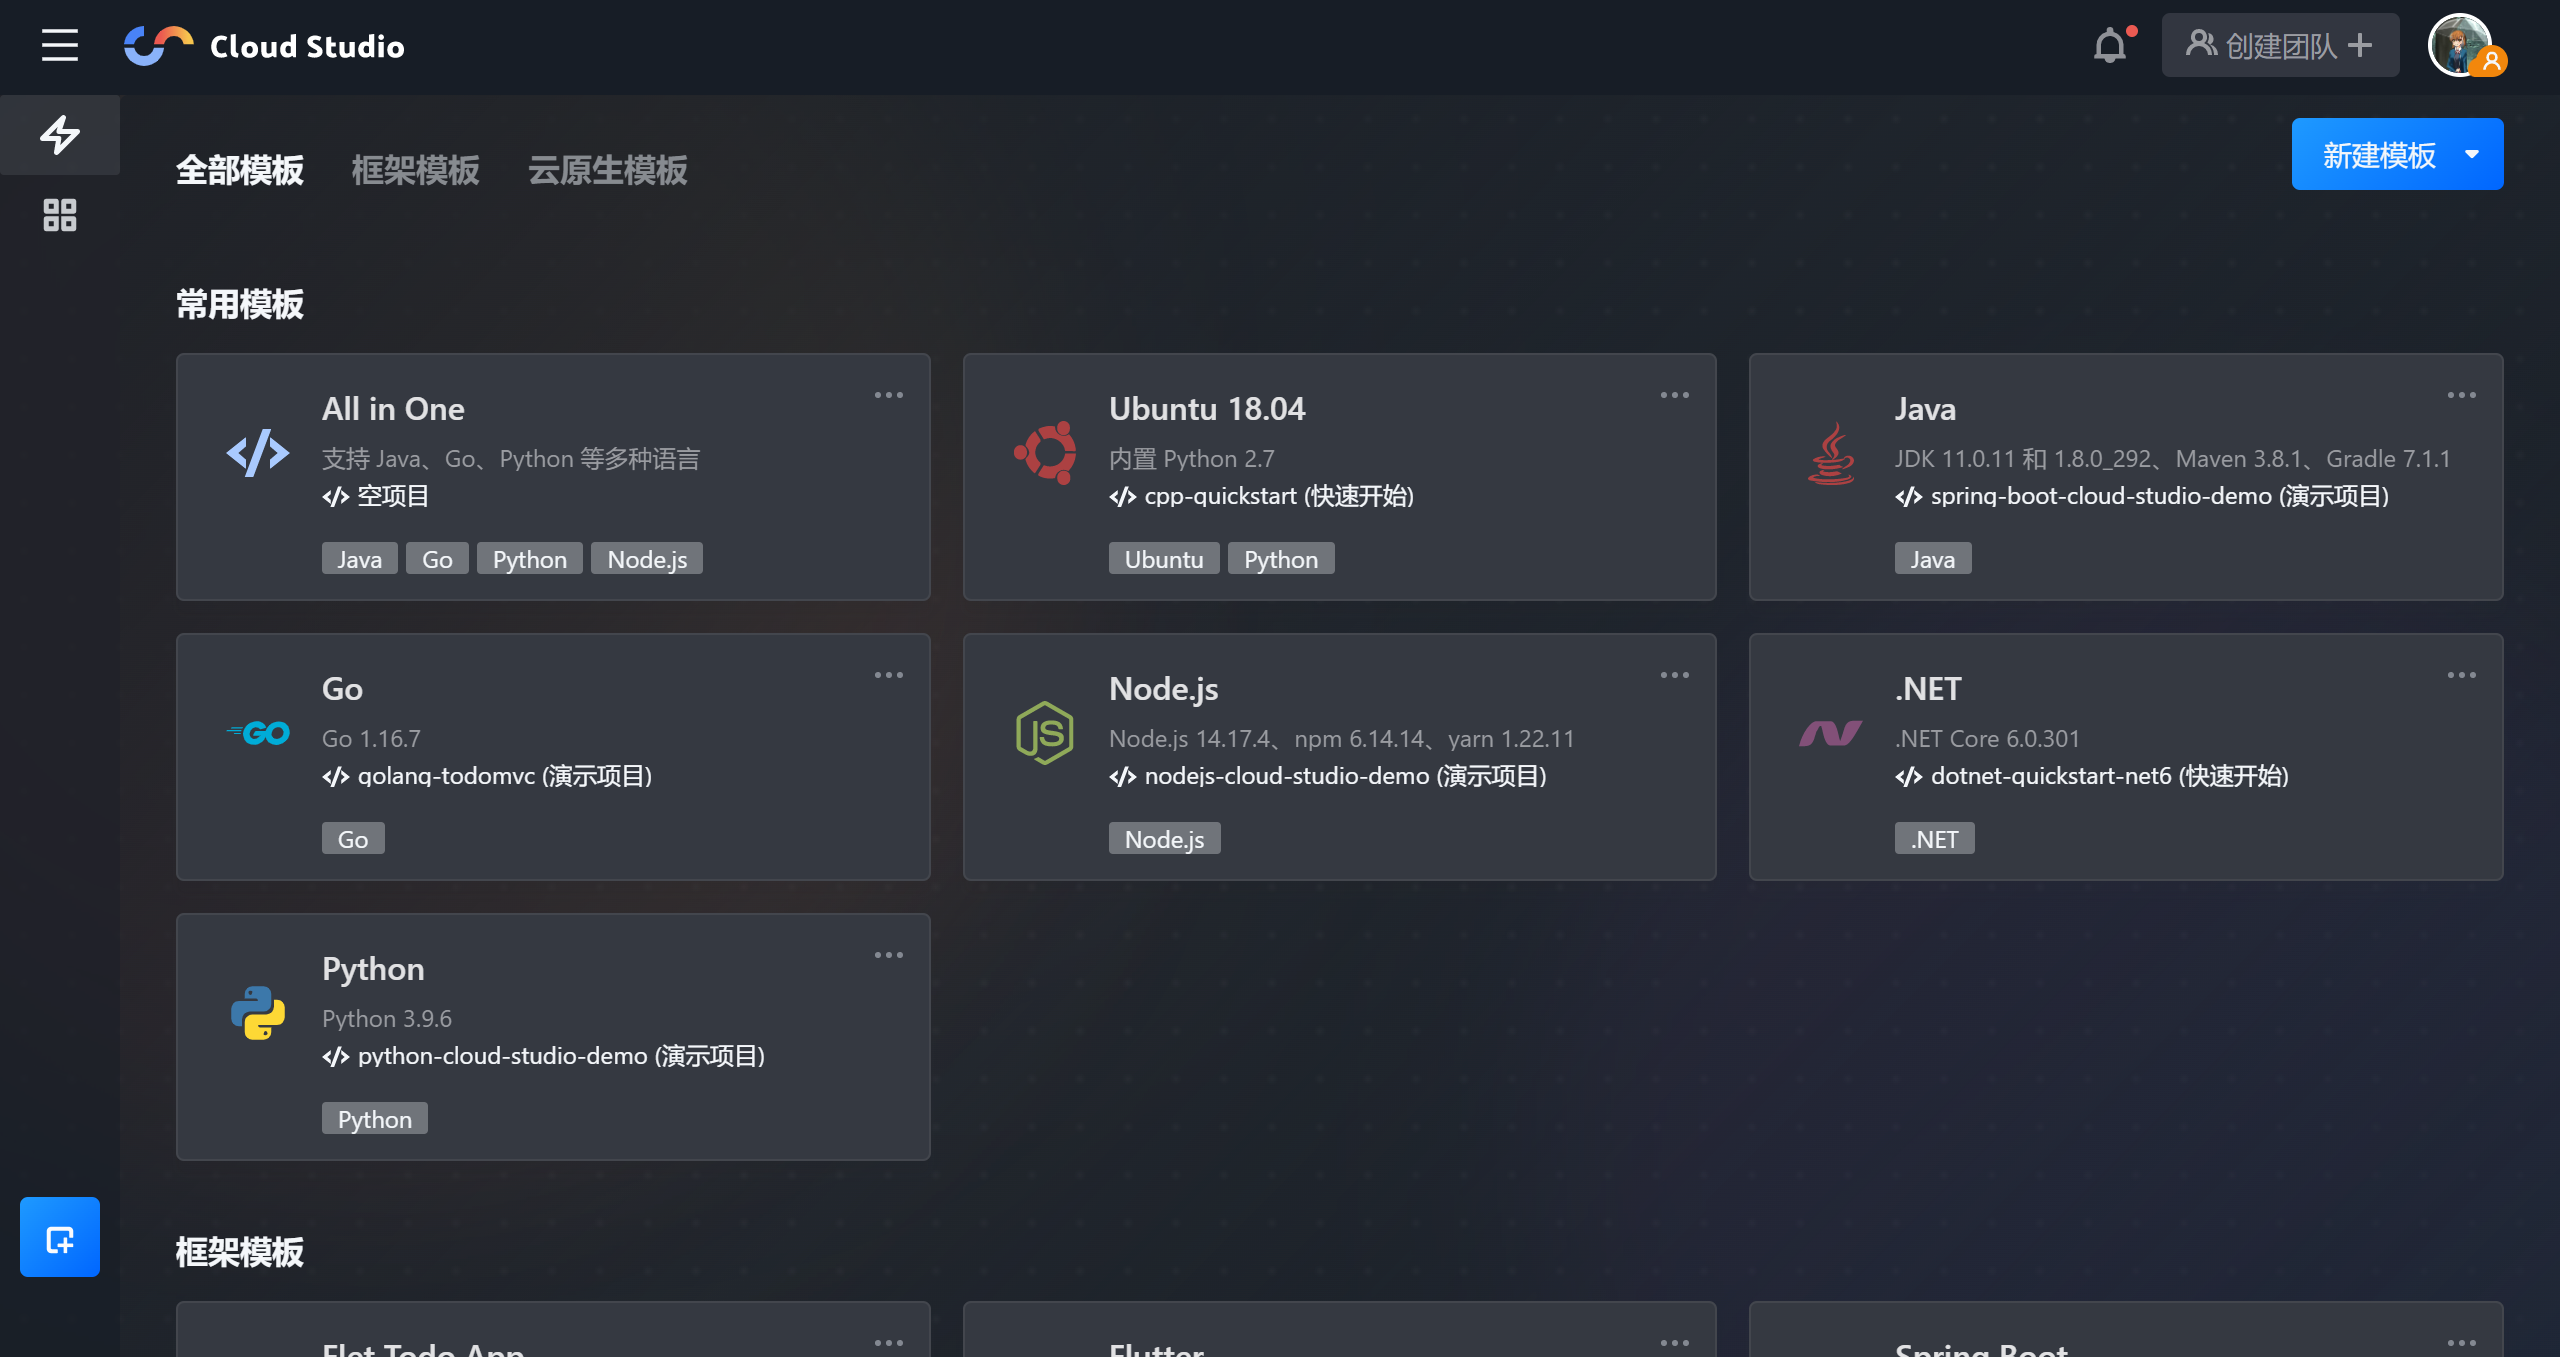 Cloud Studio
创建团队
全部模板 框架模板 云原生模板
新建模板
常用模板
All in One
支持 Java、Go、Python 等多种语言
空项目
Java Go Python Node.js
Ubuntu 18.04
内置 Python 2.7
cpp-quickstart (快速开始)
Ubuntu Python
Java
JDK 11.0.11 和 1.8.0_292、Maven 3.8.1、Gradle 7.1.1
spring-boot-cloud-studio-demo (演示项目)
Java
Go
Go 1.16.7
golang-todomvc (演示项目)
Go
Node.js
Node.js 14.17.4、npm 6.14.14、yarn 1.22.11
nodejs-cloud-studio-demo (演示项目)
Node.js
.NET
.NET Core 6.0.301
dotnet-quickstart-net6 (快速开始)
.NET
Python
Python 3.9.6
python-cloud-studio-demo (演示项目)
Python
框架模板
Flet Todo App
Flutter
Spring Boot